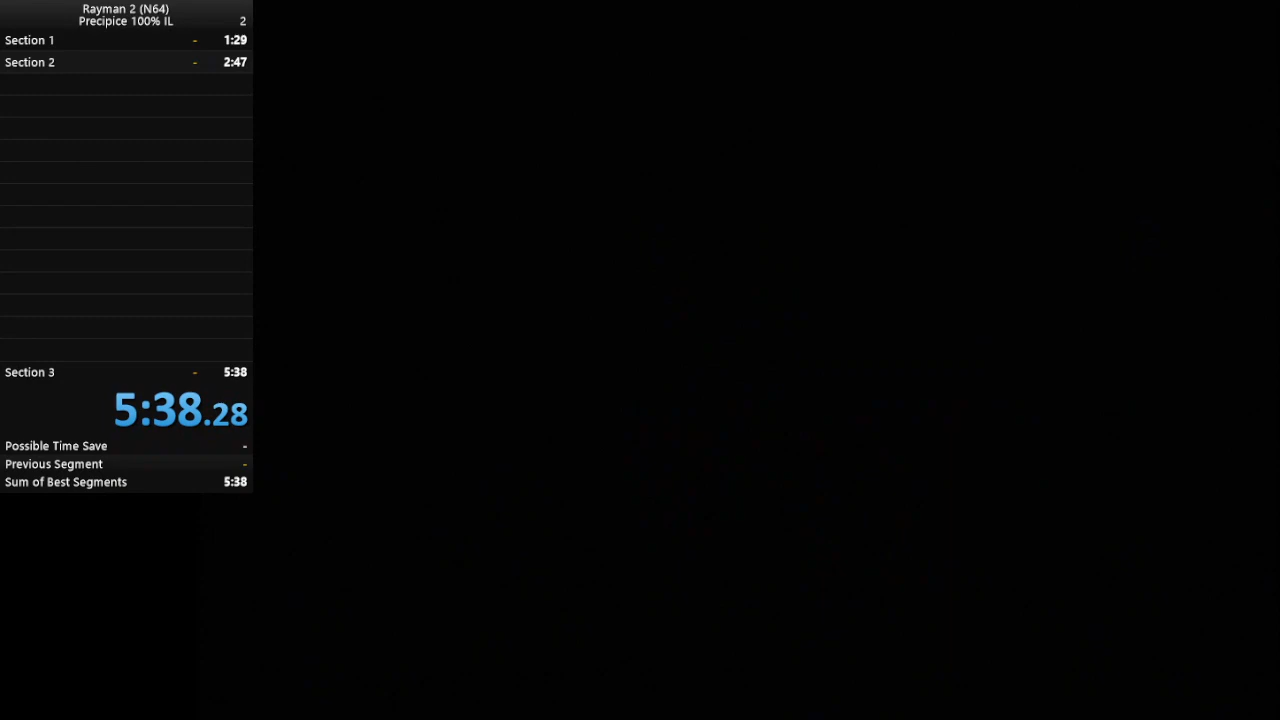 Rayman 2 (N64)
Precipice 100% IL 2
Section 1 - 1:29
Section 2 - 2:47
Section 3 - 5:38
5:38.28
Possible Time Save -
Previous Segment -
Sum of Best Segments 5:38